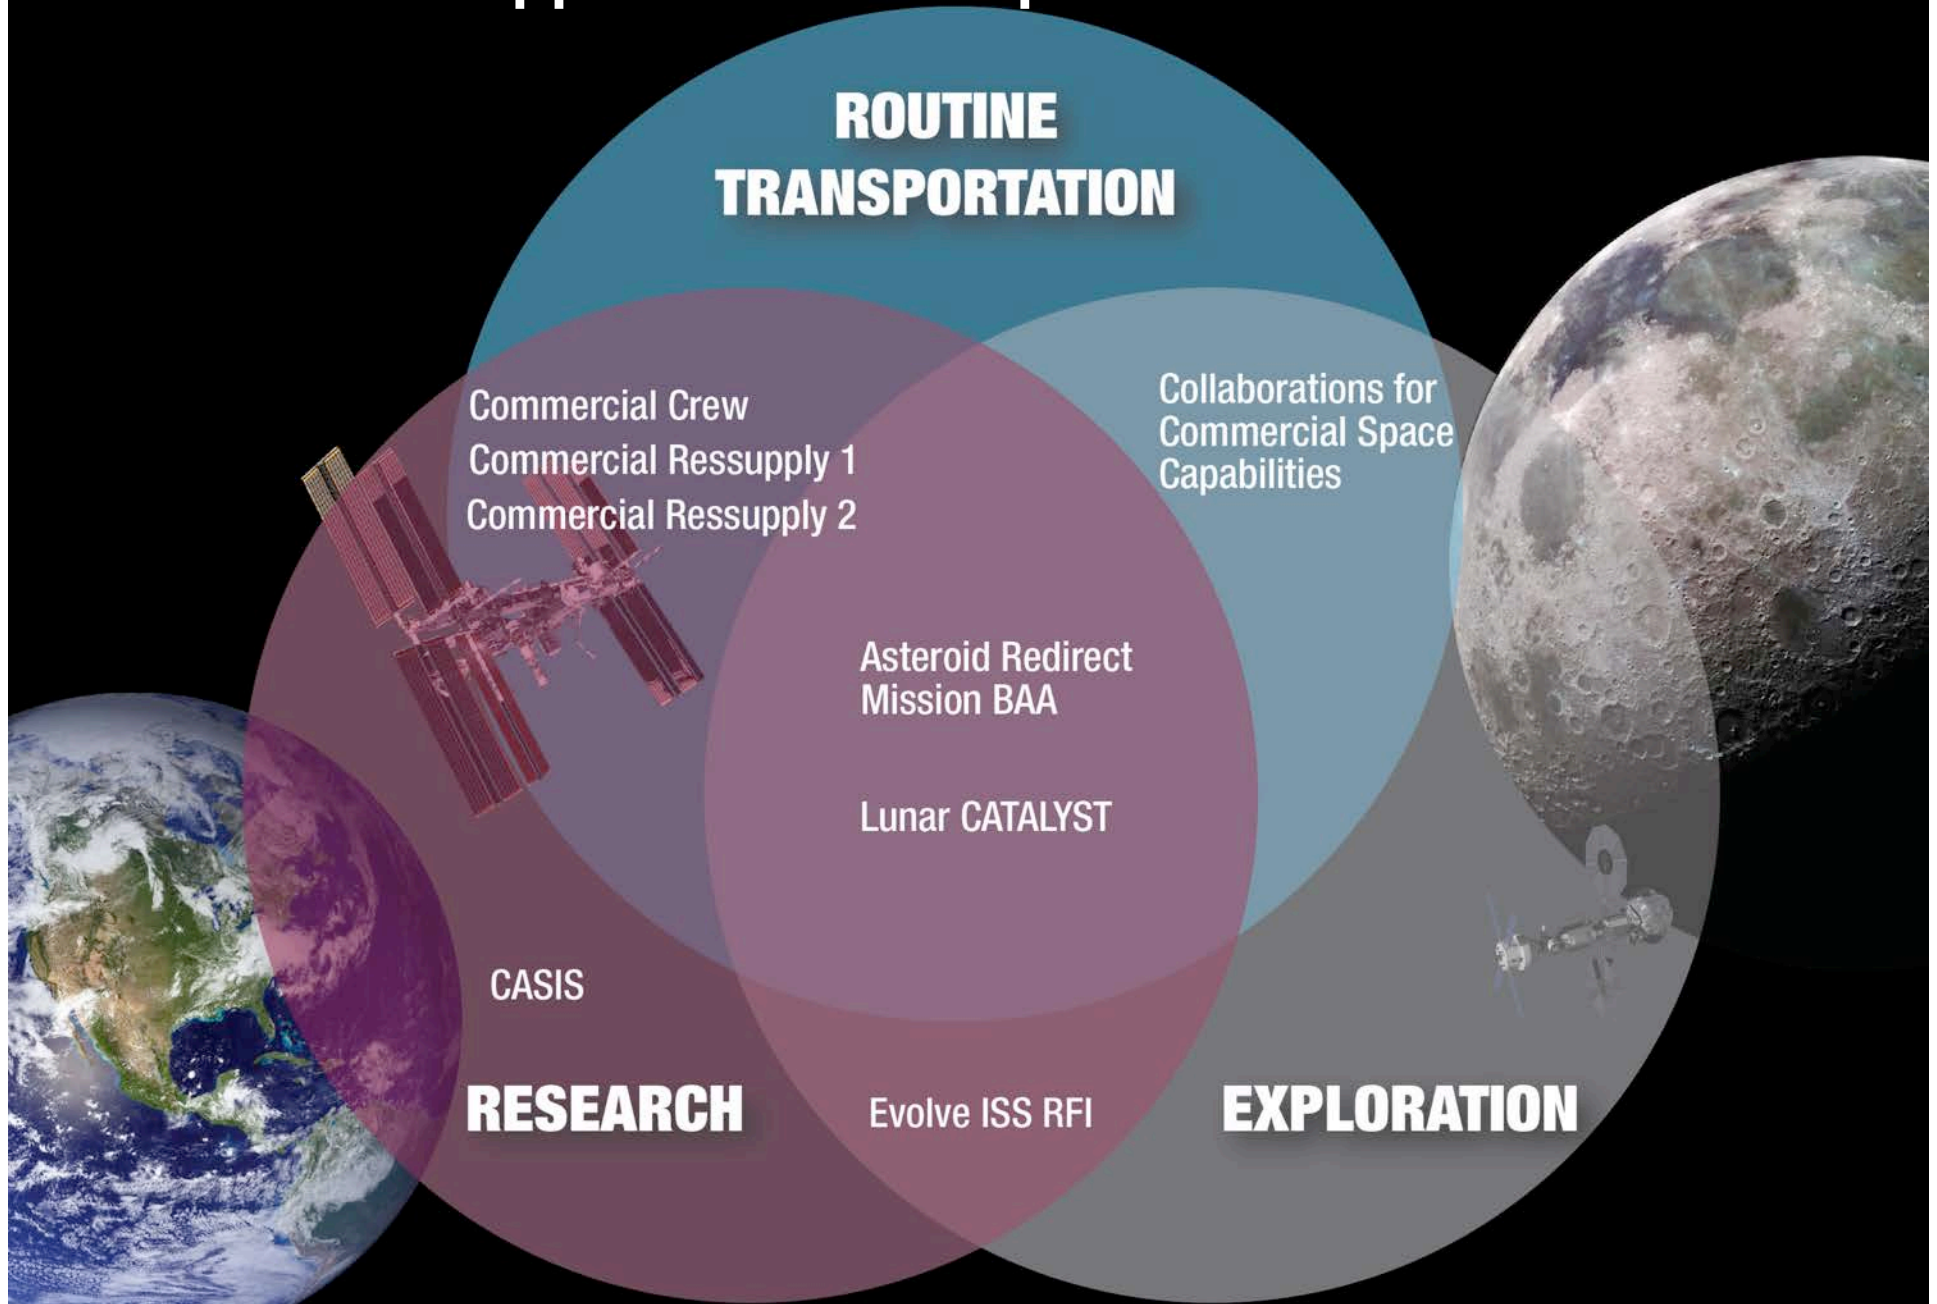 ROUTINE
TRANSPORTATION
Commercial Crew
Commercial Ressupply 1
Commercial Ressupply 2
Collaborations for
Commercial Space
Capabilities
Asteroid Redirect
Mission BAA
Lunar CATALYST
CASIS
RESEARCH
Evolve ISS RFI
EXPLORATION